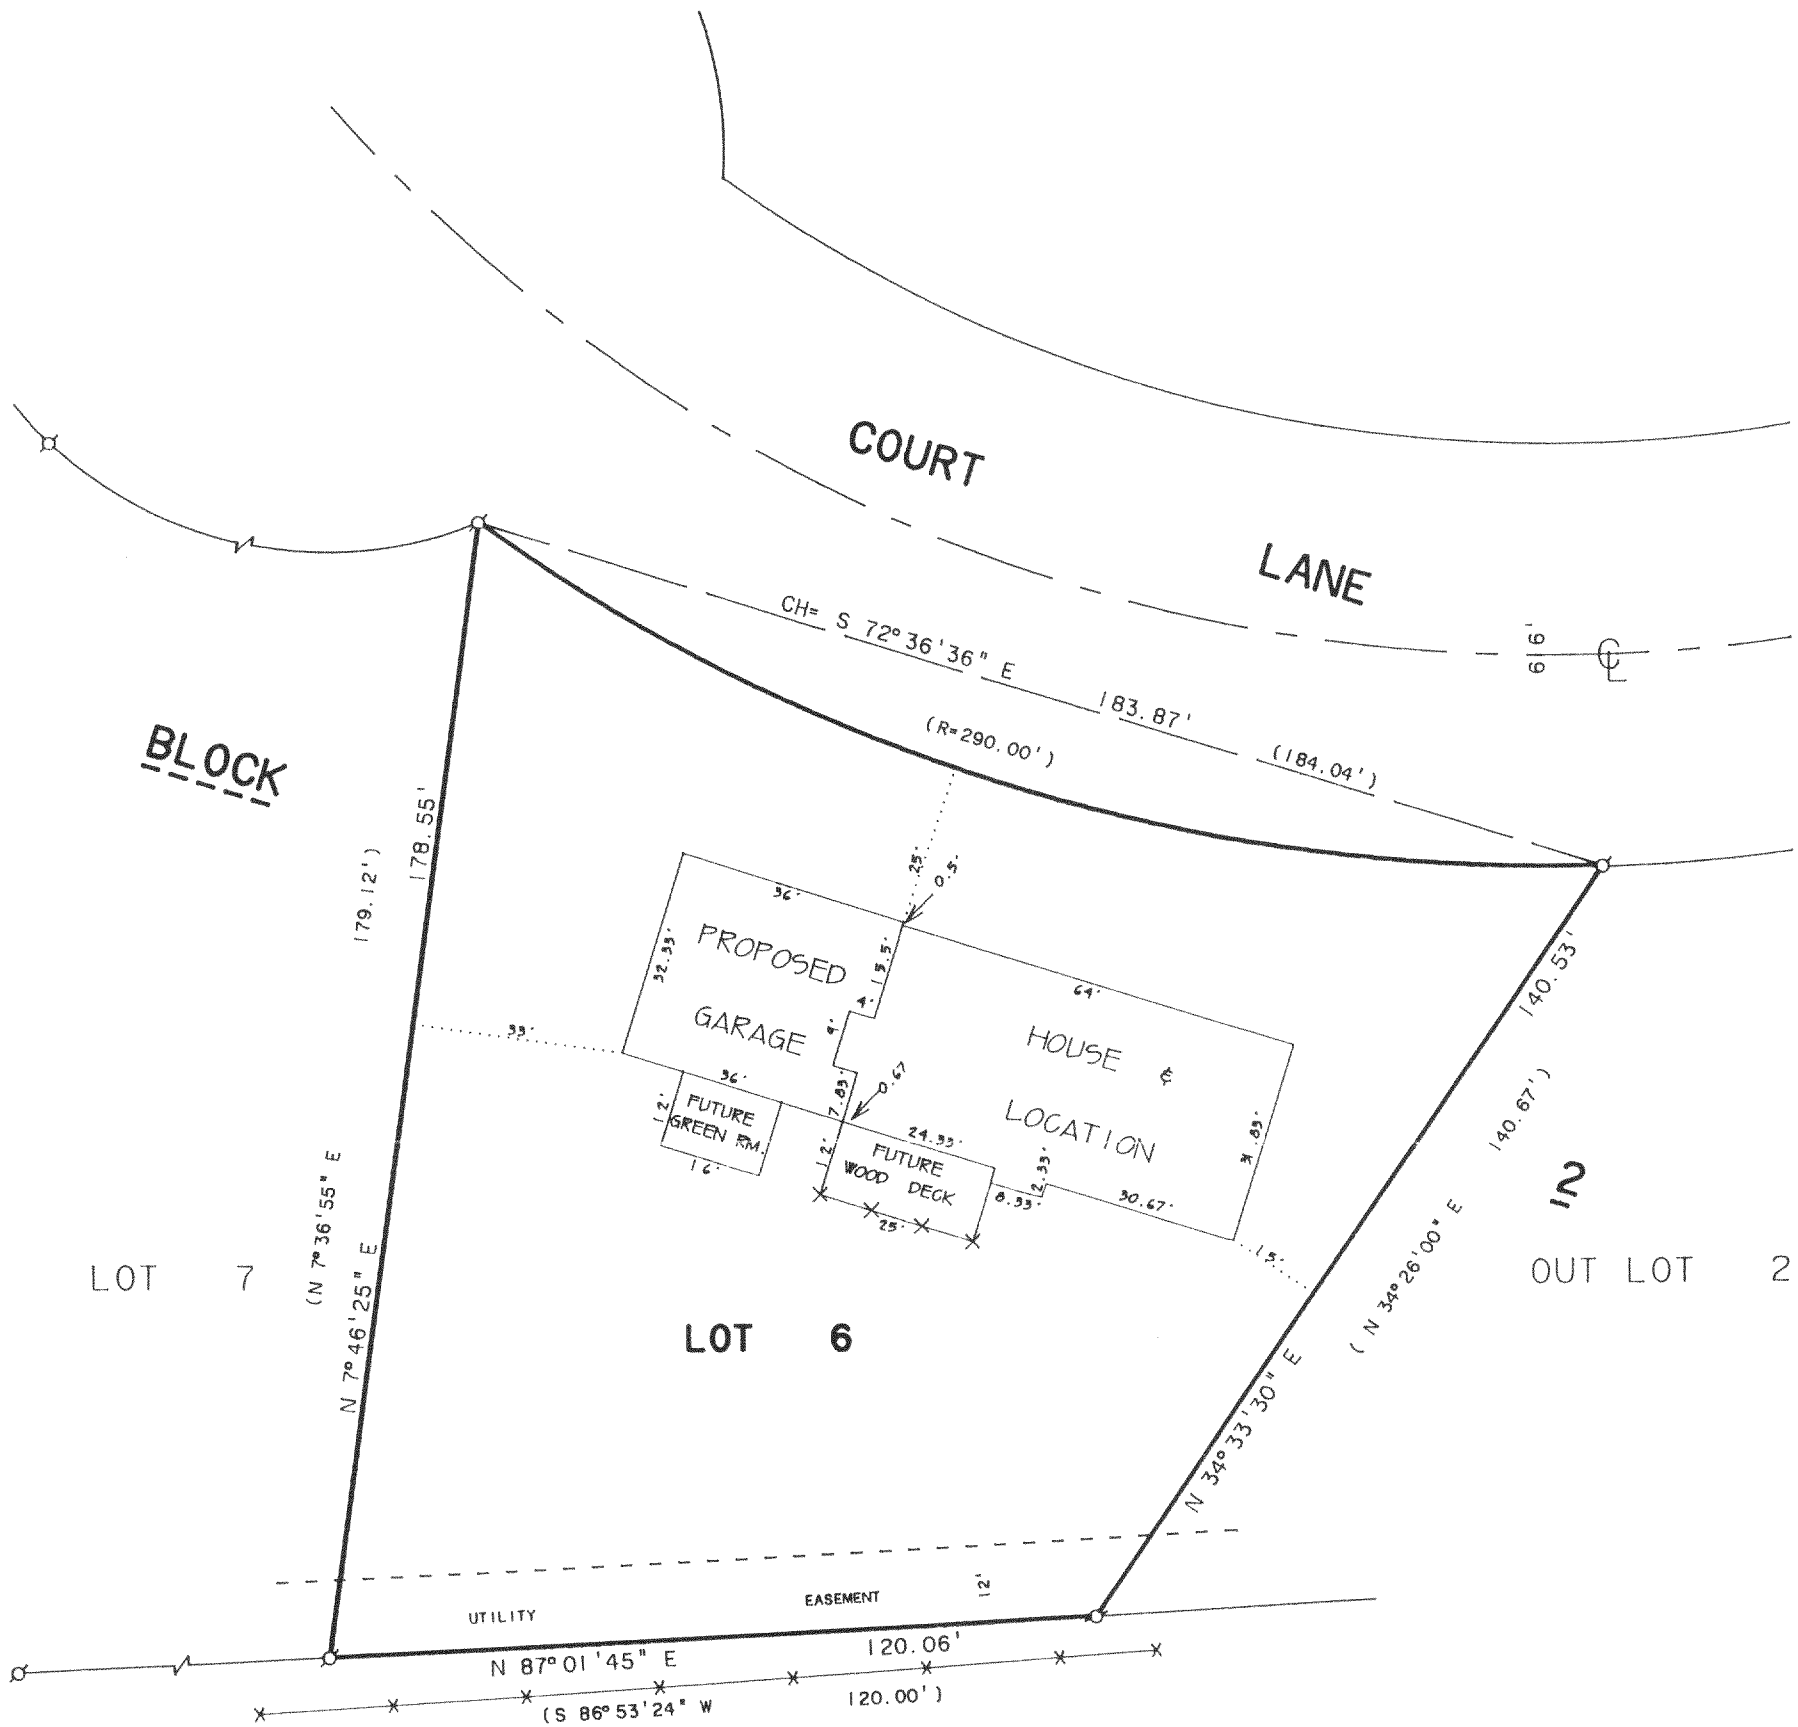 COURT
LANE
66'
CL
CH= S 72°36'36" E 183.87' (184.04')
(R=290.00')
BLOCK
2
178.55'
179.12')
N 7°46'25" E
(N 7°36'55" E
LOT 7
25'
0.5'
36'
32.33'
PROPOSED
GARAGE
15.5'
4'
9'
7.83'
0.67
33'
36'
64'
HOUSE &
LOCATION
31.83'
12'
FUTURE
GREEN RM.
16'
24.33'
12'
FUTURE
WOOD DECK
25'
8.33'
2.33'
30.67'
15'
140.53'
140.67')
N 34°33'30" E
( N 34°26'00" E
OUT LOT 2
LOT 6
UTILITY EASEMENT 12'
N 87°01'45" E 120.06'
(S 86°53'24" W 120.00')